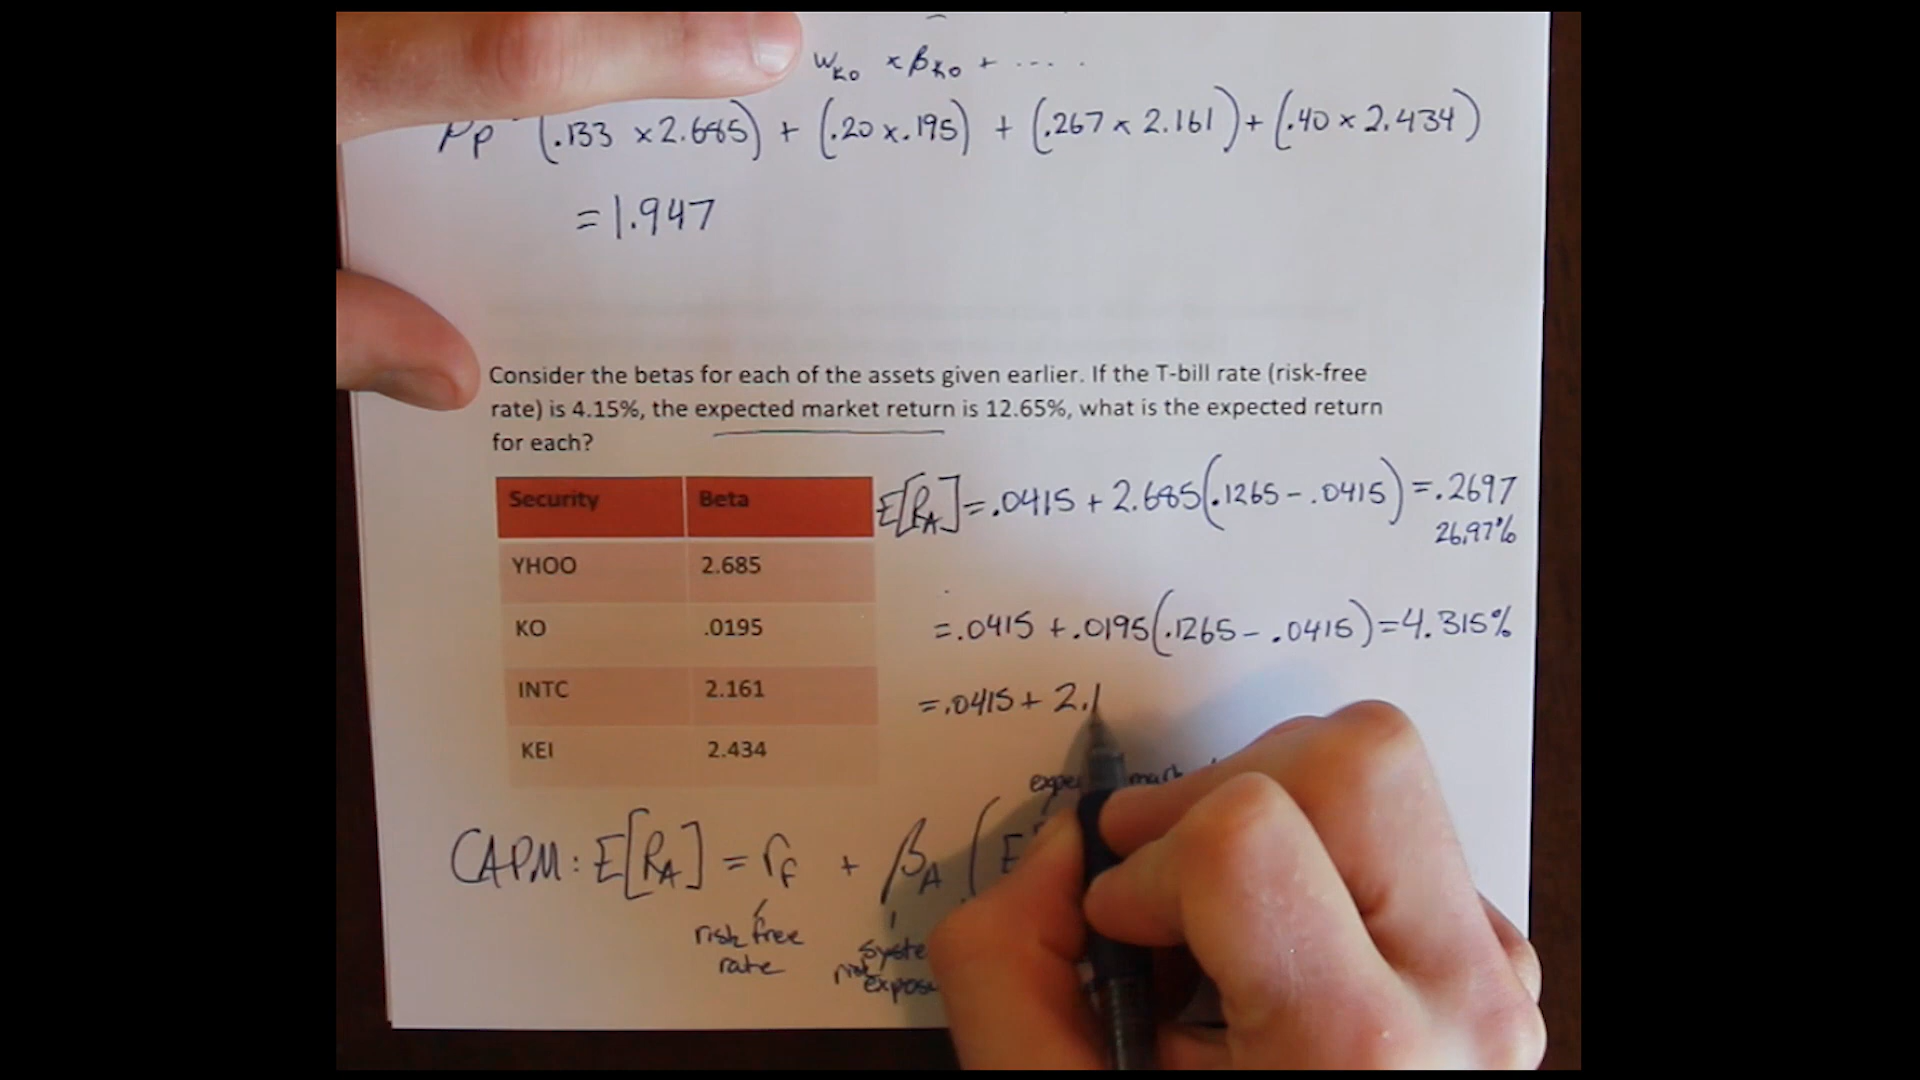 W_KO × β_KO + ....
β_P (.133 × 2.685) + (.20 × .195) + (.267 × 2.161) + (.40 × 2.434)
= 1.947
Consider the betas for each of the assets given earlier. If the T-bill rate (risk-free
rate) is 4.15%, the expected market return is 12.65%, what is the expected return
for each?
Security Beta
YHOO 2.685
KO .0195
INTC 2.161
KEI 2.434
E[R_A] = .0415 + 2.685(.1265 - .0415) = .2697
26.97%
= .0415 + .0195(.1265 - .0415) = 4.315%
= .0415 + 2.1
CAPM: E[R_A] = r_f + β_A ( E
risk free
rate